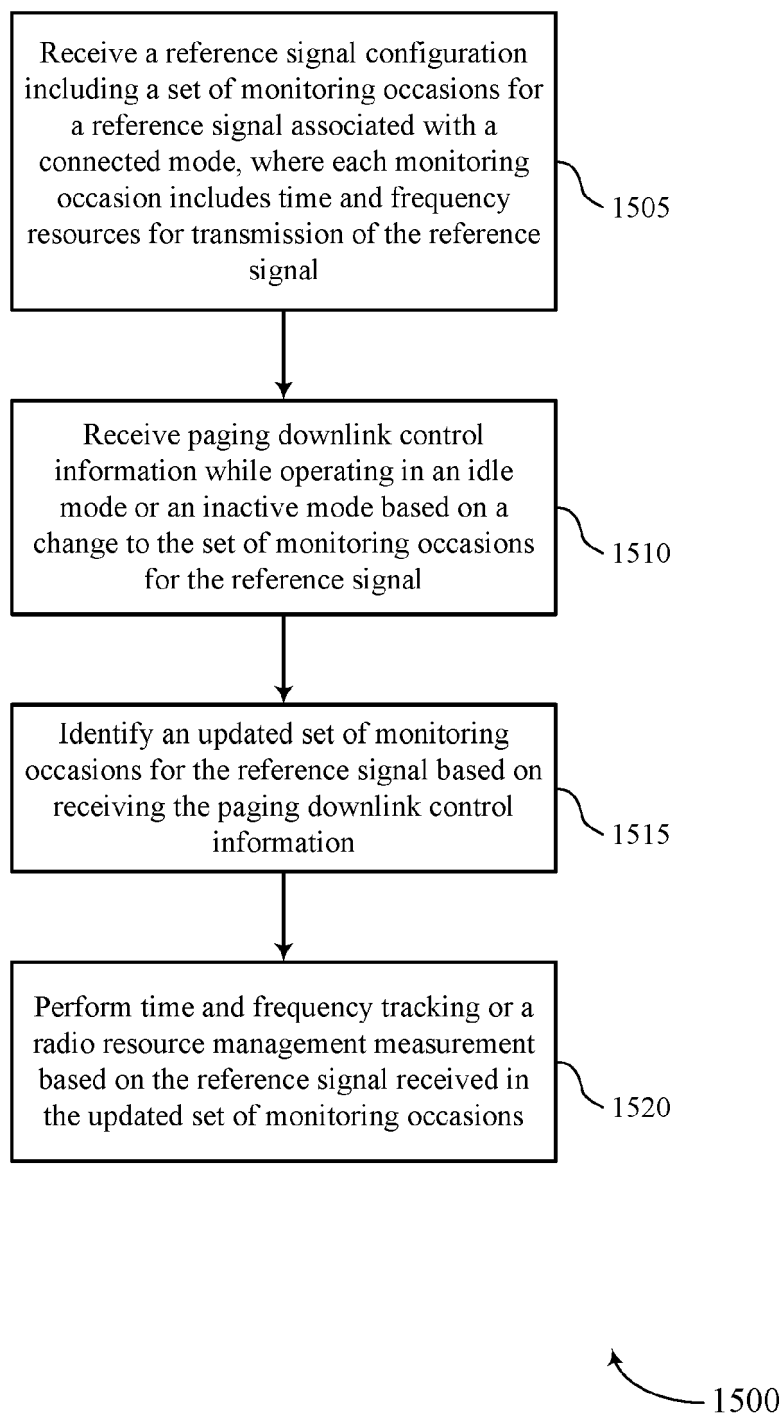 Receive a reference signal configuration
including a set of monitoring occasions for
a reference signal associated with a
connected mode, where each monitoring
occasion includes time and frequency
resources for transmission of the reference
signal
1505
Receive paging downlink control
information while operating in an idle
mode or an inactive mode based on a
change to the set of monitoring occasions
for the reference signal
1510
Identify an updated set of monitoring
occasions for the reference signal based on
receiving the paging downlink control
information
1515
Perform time and frequency tracking or a
radio resource management measurement
based on the reference signal received in
the updated set of monitoring occasions
1520
1500